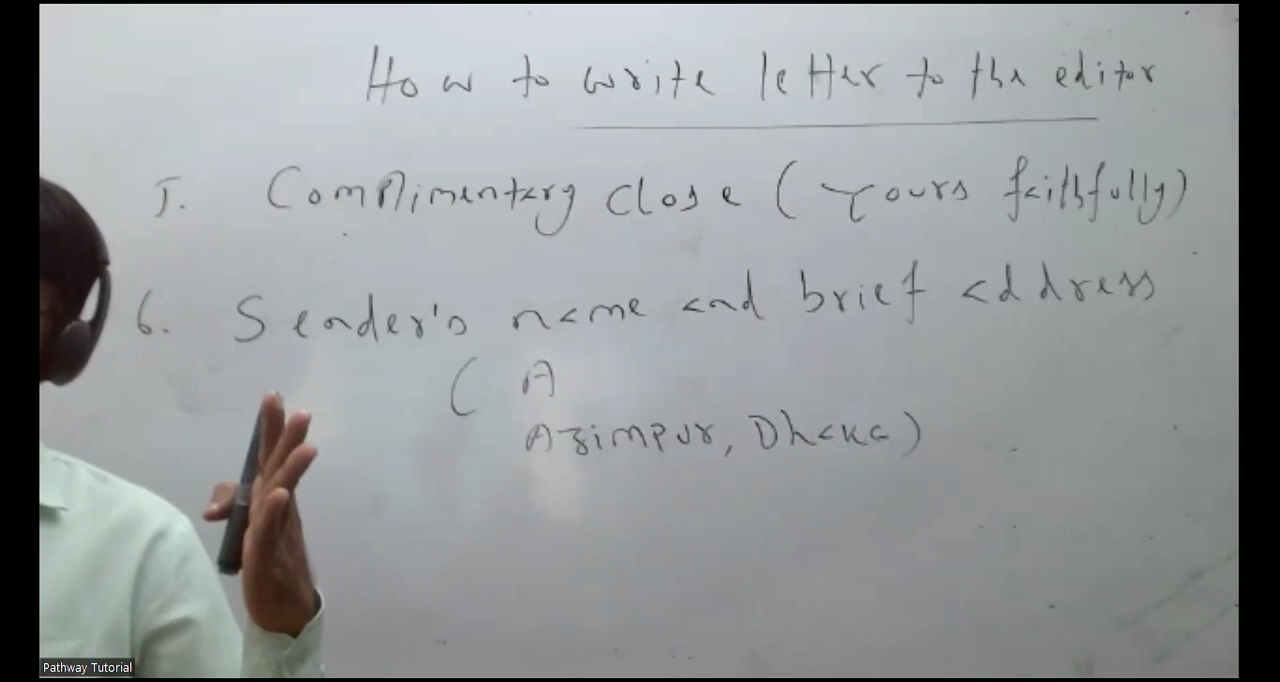 How to write letter to the editor
5. Complimentary close (Yours faithfully)
6. Sender's name and brief address
( A
Azimpur, Dhaka)
Pathway Tutorial